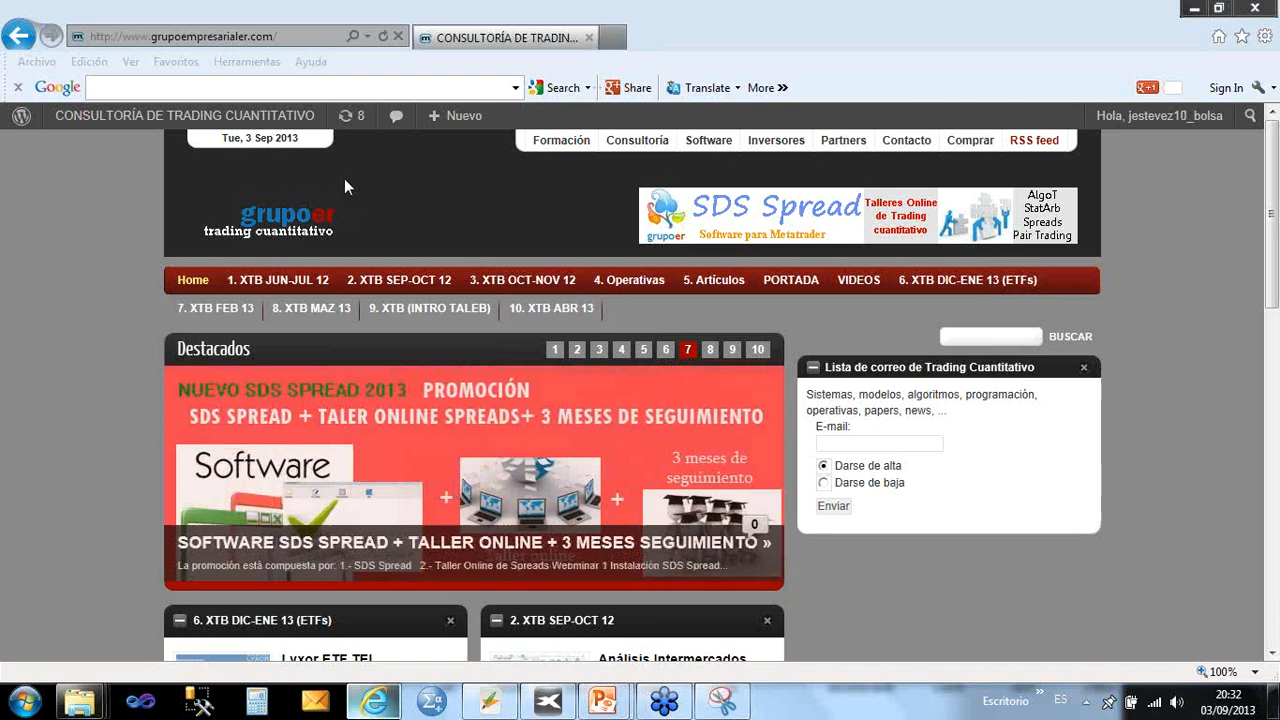 http://www.grupoempresarialer.com/
CONSULTORÍA DE TRADIN...
Archivo Edición Ver Favoritos Herramientas Ayuda
Google Search Share Translate More » Sign In
CONSULTORÍA DE TRADING CUANTITATIVO 8 Nuevo Hola, jestevez10_bolsa
Tue, 3 Sep 2013
Formación Consultoría Software Inversores Partners Contacto Comprar RSS feed
grupoer
trading cuantitativo
grupoer
SDS Spread
Software para Metatrader
Talleres Online
de Trading
cuantitativo
AlgoT
StatArb
Spreads
Pair Trading
Home 1. XTB JUN-JUL 12 2. XTB SEP-OCT 12 3. XTB OCT-NOV 12 4. Operativas 5. Artículos PORTADA VIDEOS 6. XTB DIC-ENE 13 (ETFs)
7. XTB FEB 13 8. XTB MAZ 13 9. XTB (INTRO TALEB) 10. XTB ABR 13
BUSCAR
Destacados 1 2 3 4 5 6 7 8 9 10
NUEVO SDS SPREAD 2013 PROMOCIÓN
SDS SPREAD + TALER ONLINE SPREADS+ 3 MESES DE SEGUIMIENTO
Software
+
+
3 meses de
seguimiento
0
SOFTWARE SDS SPREAD + TALLER ONLINE + 3 MESES SEGUIMIENTO »
La promoción está compuesta por: 1.- SDS Spread 2.- Taller Online de Spreads Webminar 1 Instalación SDS Spread...
Lista de correo de Trading Cuantitativo
Sistemas, modelos, algoritmos, programación,
operativas, papers, news, ...
E-mail:
Darse de alta
Darse de baja
Enviar
6. XTB DIC-ENE 13 (ETFs)
2. XTB SEP-OCT 12
Lyxor ETF TEL
Análisis Intermercados
100%
Escritorio » ES
20:32
03/09/2013